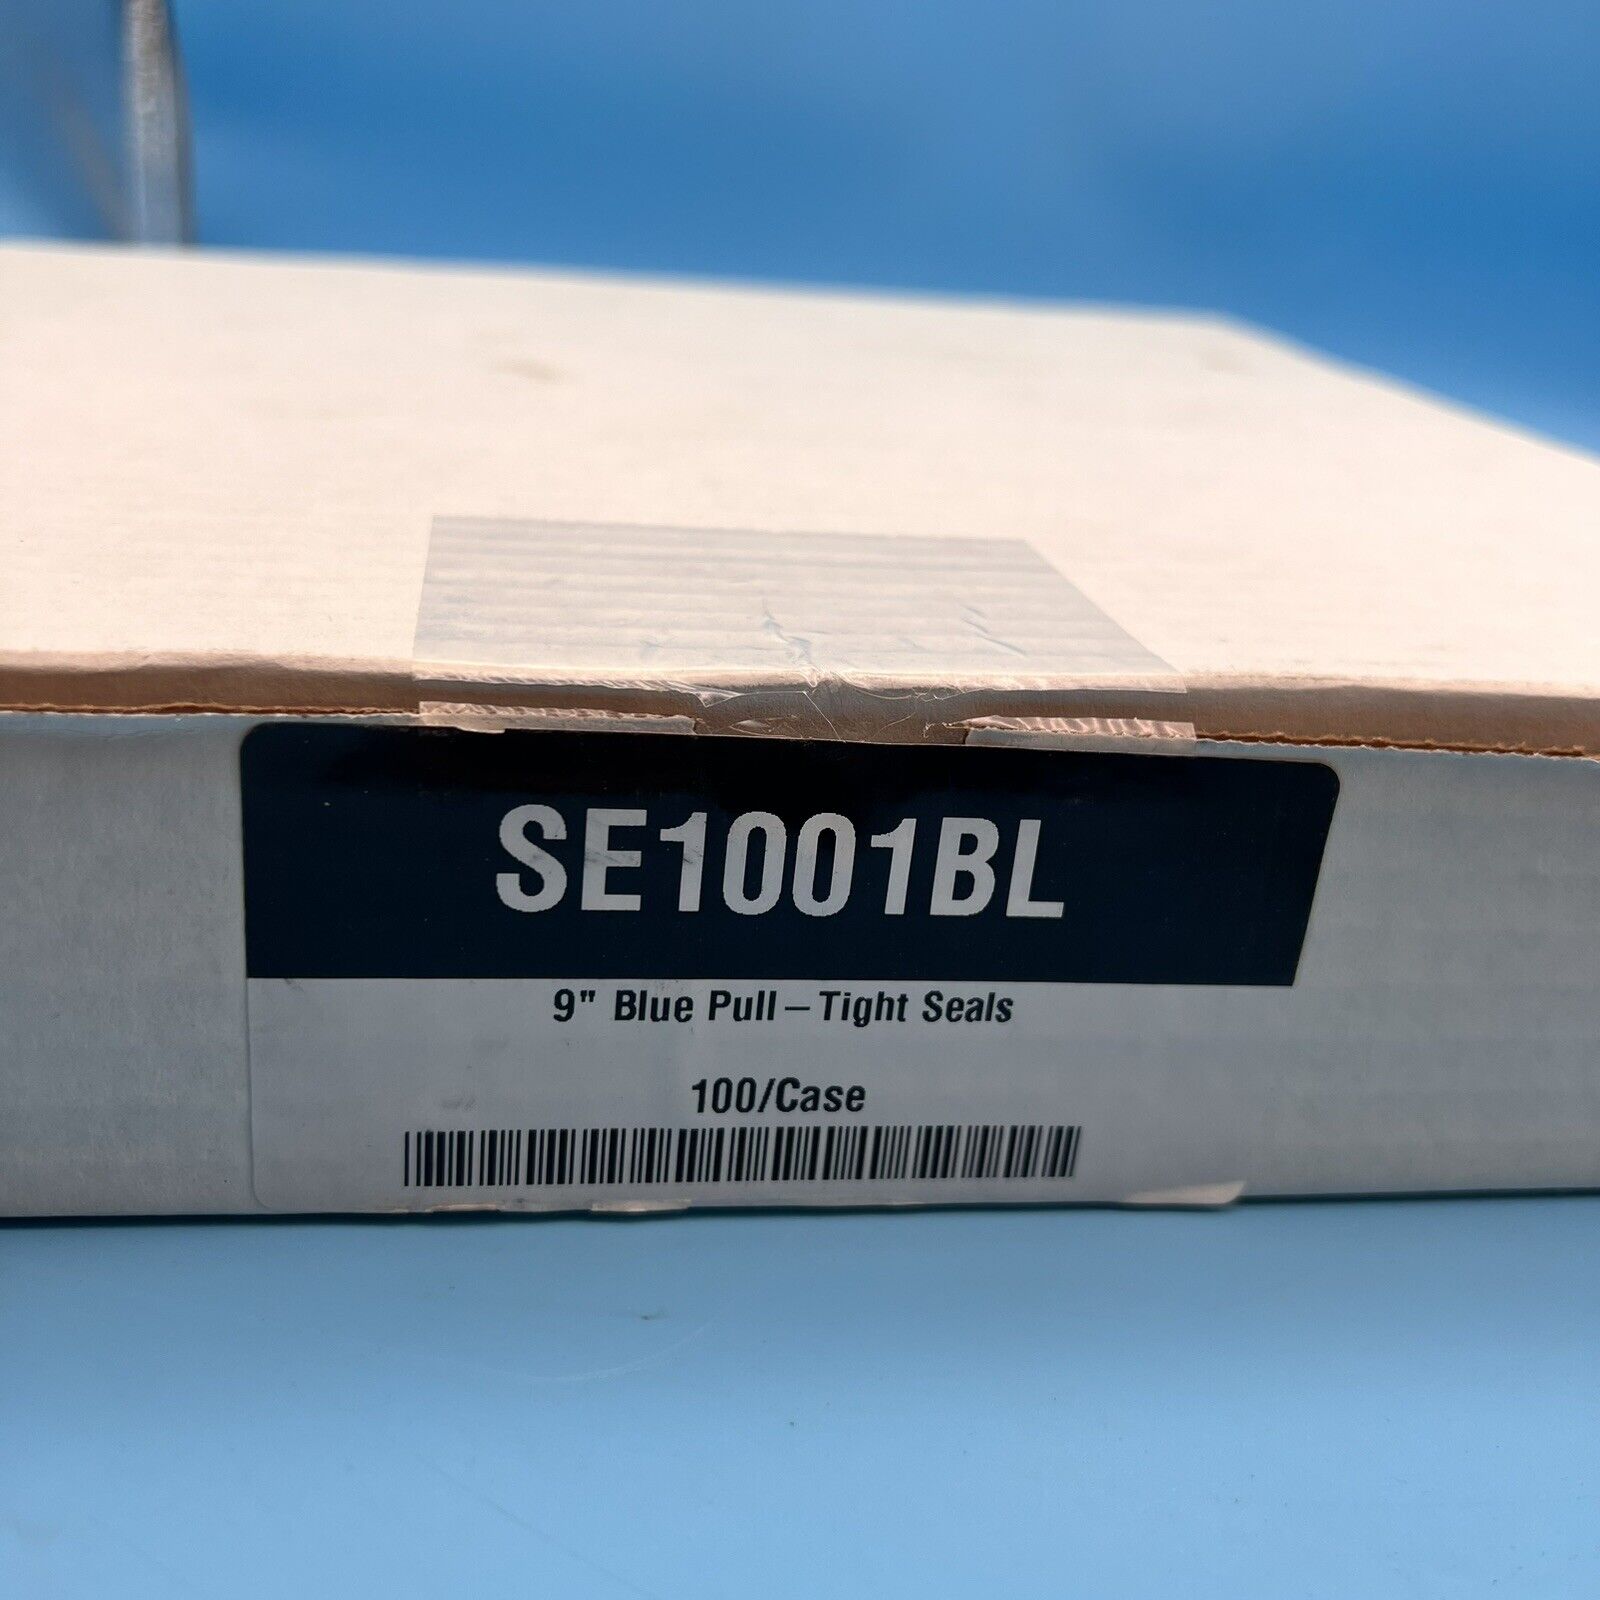 SE1001BL
9" Blue Pull – Tight Seals
100/Case